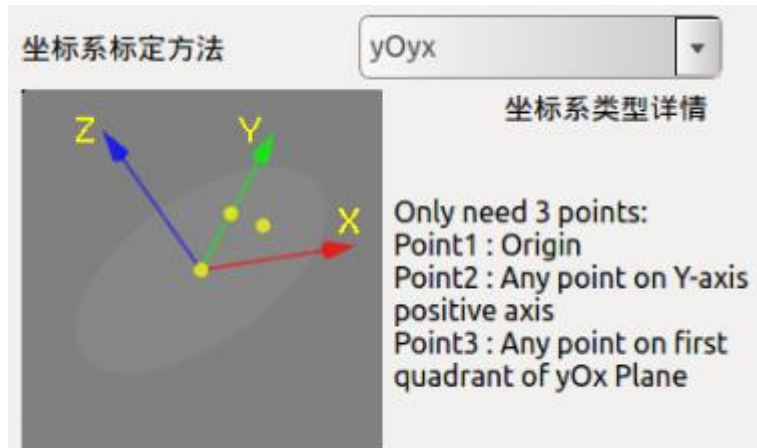 坐标系标定方法
yOyx
坐标系类型详情
Z
Y
X
Only need 3 points:
Point1 : Origin
Point2 : Any point on Y-axis
positive axis
Point3 : Any point on first
quadrant of yOx Plane